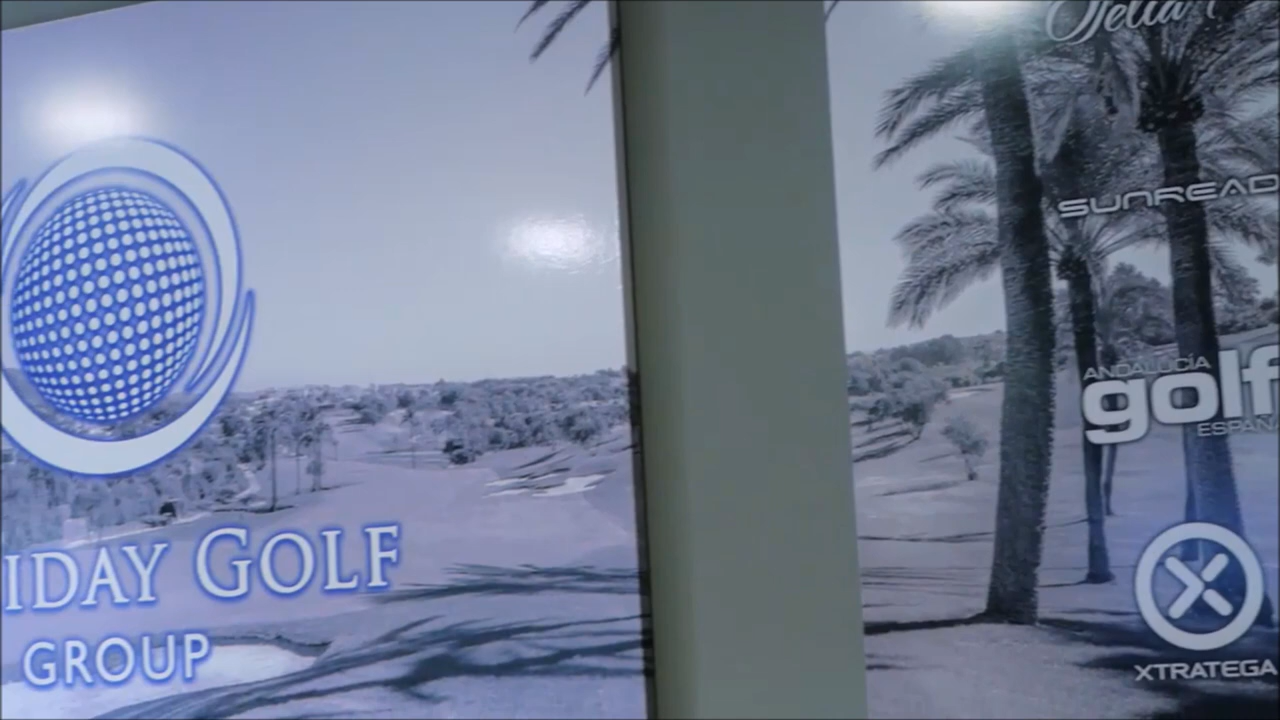 IDAY GOLF
GROUP
SUNREAD
ANDALUCÍA
golf
ESPAÑA
XTRATEGA